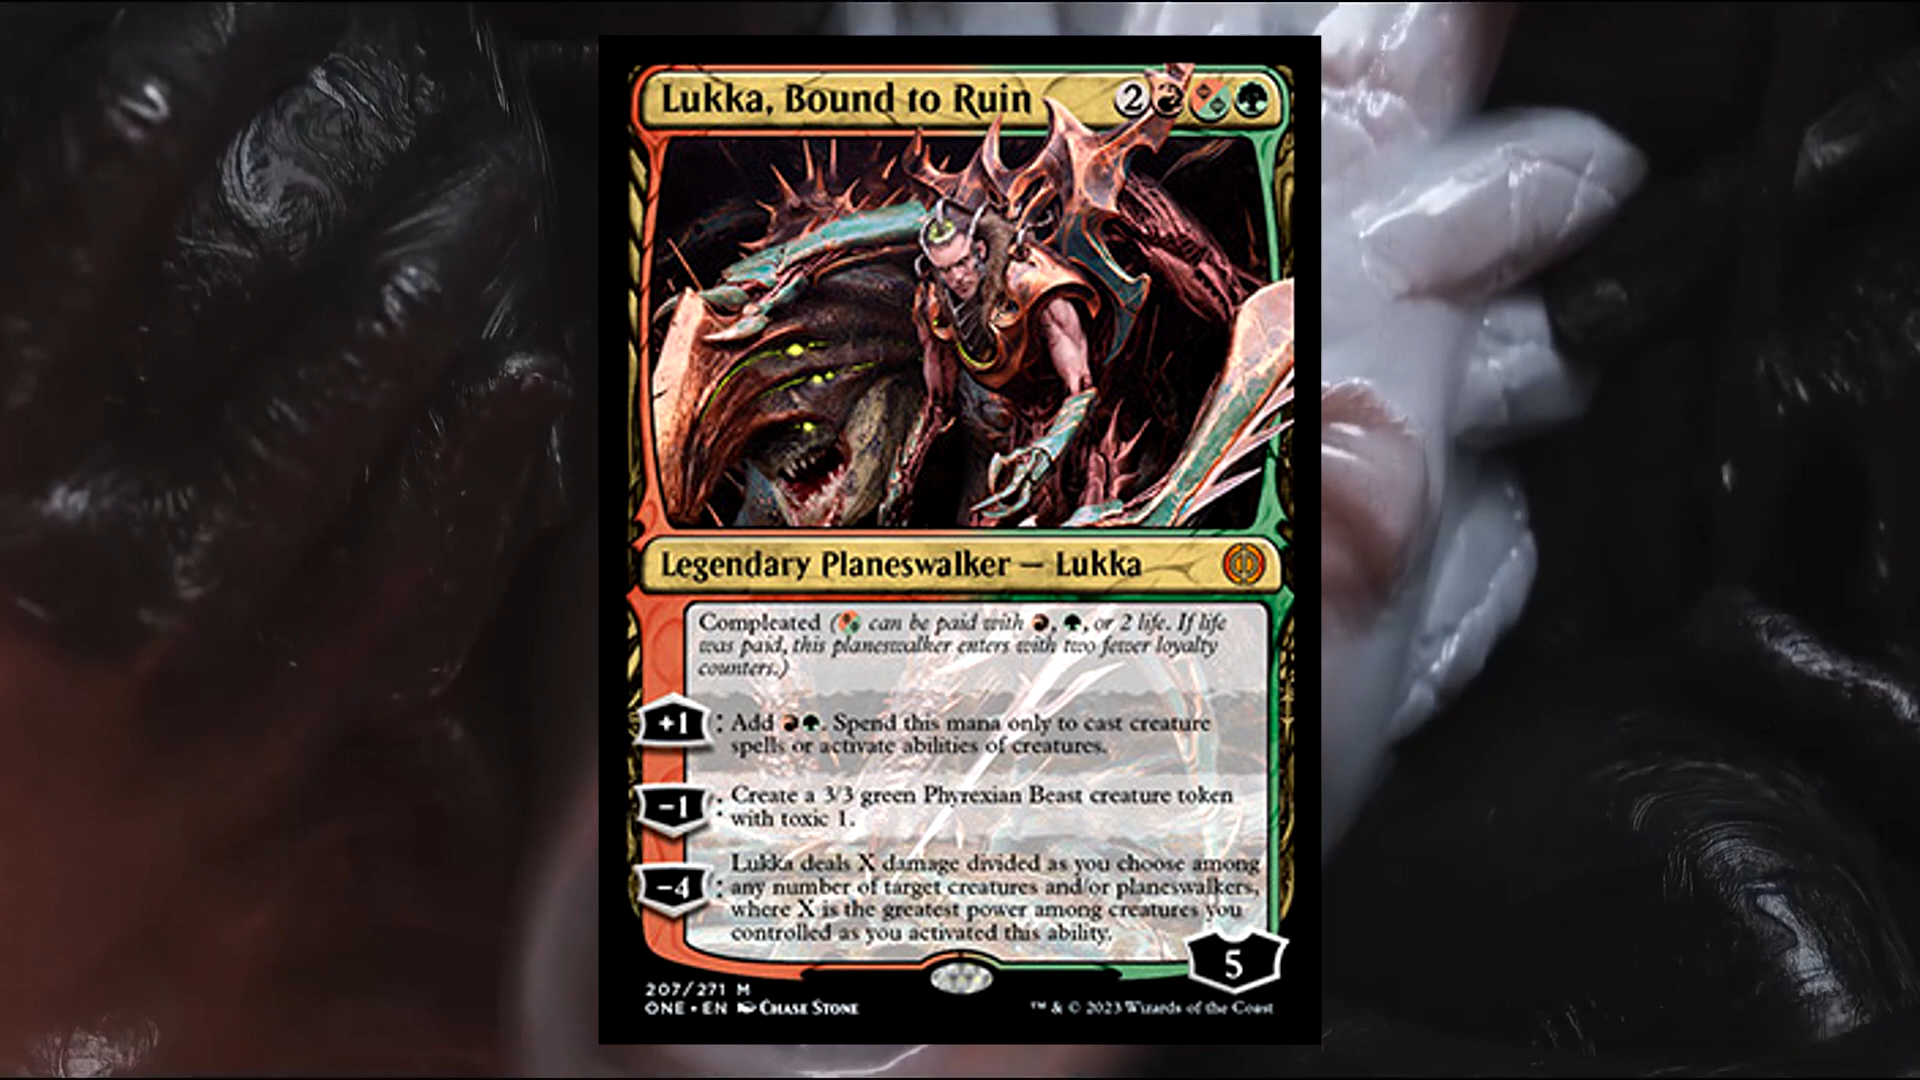 Lukka, Bound to Ruin 2
Legendary Planeswalker – Lukka
Compleated ( can be paid with , , or 2 life. If life
was paid, this planeswalker enters with two fewer loyalty
counters.)
+1 : Add . Spend this mana only to cast creature
spells or activate abilities of creatures.
−1 : Create a 3/3 green Phyrexian Beast creature token
with toxic 1.
Lukka deals X damage divided as you choose among
−4 : any number of target creatures and/or planeswalkers,
where X is the greatest power among creatures you
controlled as you activated this ability.
5
207/271 M
ONE • EN Chase Stone
™ & © 2023 Wizards of the Coast